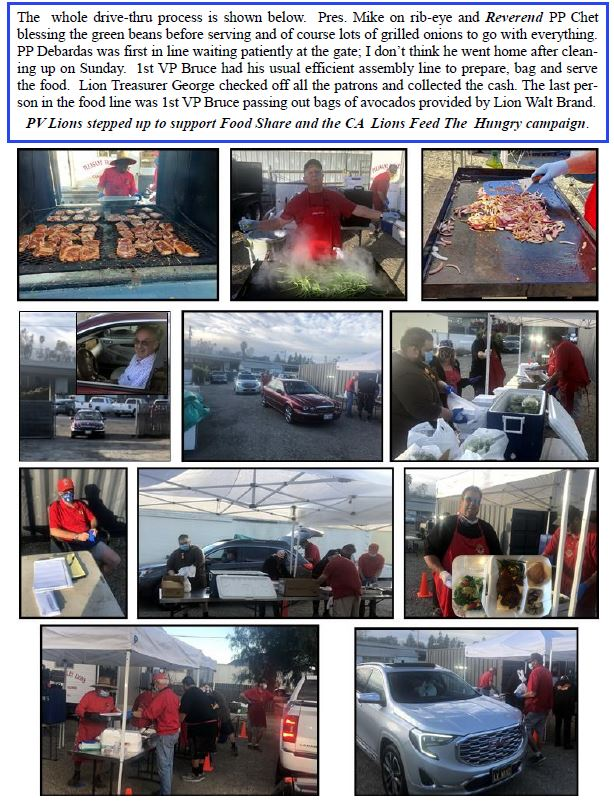 The whole drive-thru process is shown below. Pres. Mike on rib-eye and Reverend PP Chet
blessing the green beans before serving and of course lots of grilled onions to go with everything.
PP Debardas was first in line waiting patiently at the gate; I don’t think he went home after clean-
ing up on Sunday. 1st VP Bruce had his usual efficient assembly line to prepare, bag and serve
the food. Lion Treasurer George checked off all the patrons and collected the cash. The last per-
son in the food line was 1st VP Bruce passing out bags of avocados provided by Lion Walt Brand.
PV Lions stepped up to support Food Share and the CA Lions Feed The Hungry campaign.